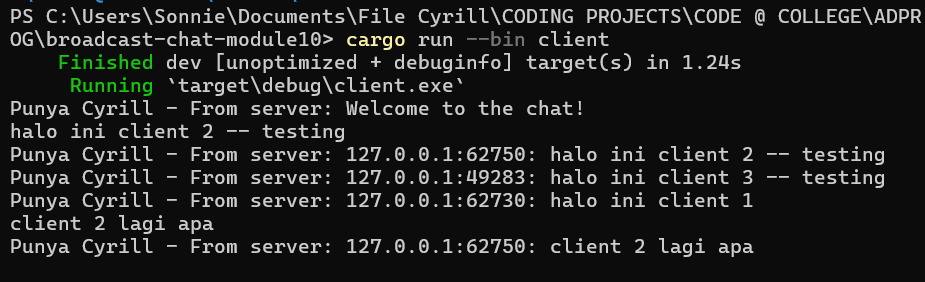 PS C:\Users\Sonnie\Documents\File Cyrill\CODING PROJECTS\CODE @ COLLEGE\ADPR
OG\broadcast-chat-module10> cargo run --bin client
Finished dev [unoptimized + debuginfo] target(s) in 1.24s
Running `target\debug\client.exe`
Punya Cyrill - From server: Welcome to the chat!
halo ini client 2 -- testing
Punya Cyrill - From server: 127.0.0.1:62750: halo ini client 2 -- testing
Punya Cyrill - From server: 127.0.0.1:49283: halo ini client 3 -- testing
Punya Cyrill - From server: 127.0.0.1:62730: halo ini client 1
client 2 lagi apa
Punya Cyrill - From server: 127.0.0.1:62750: client 2 lagi apa